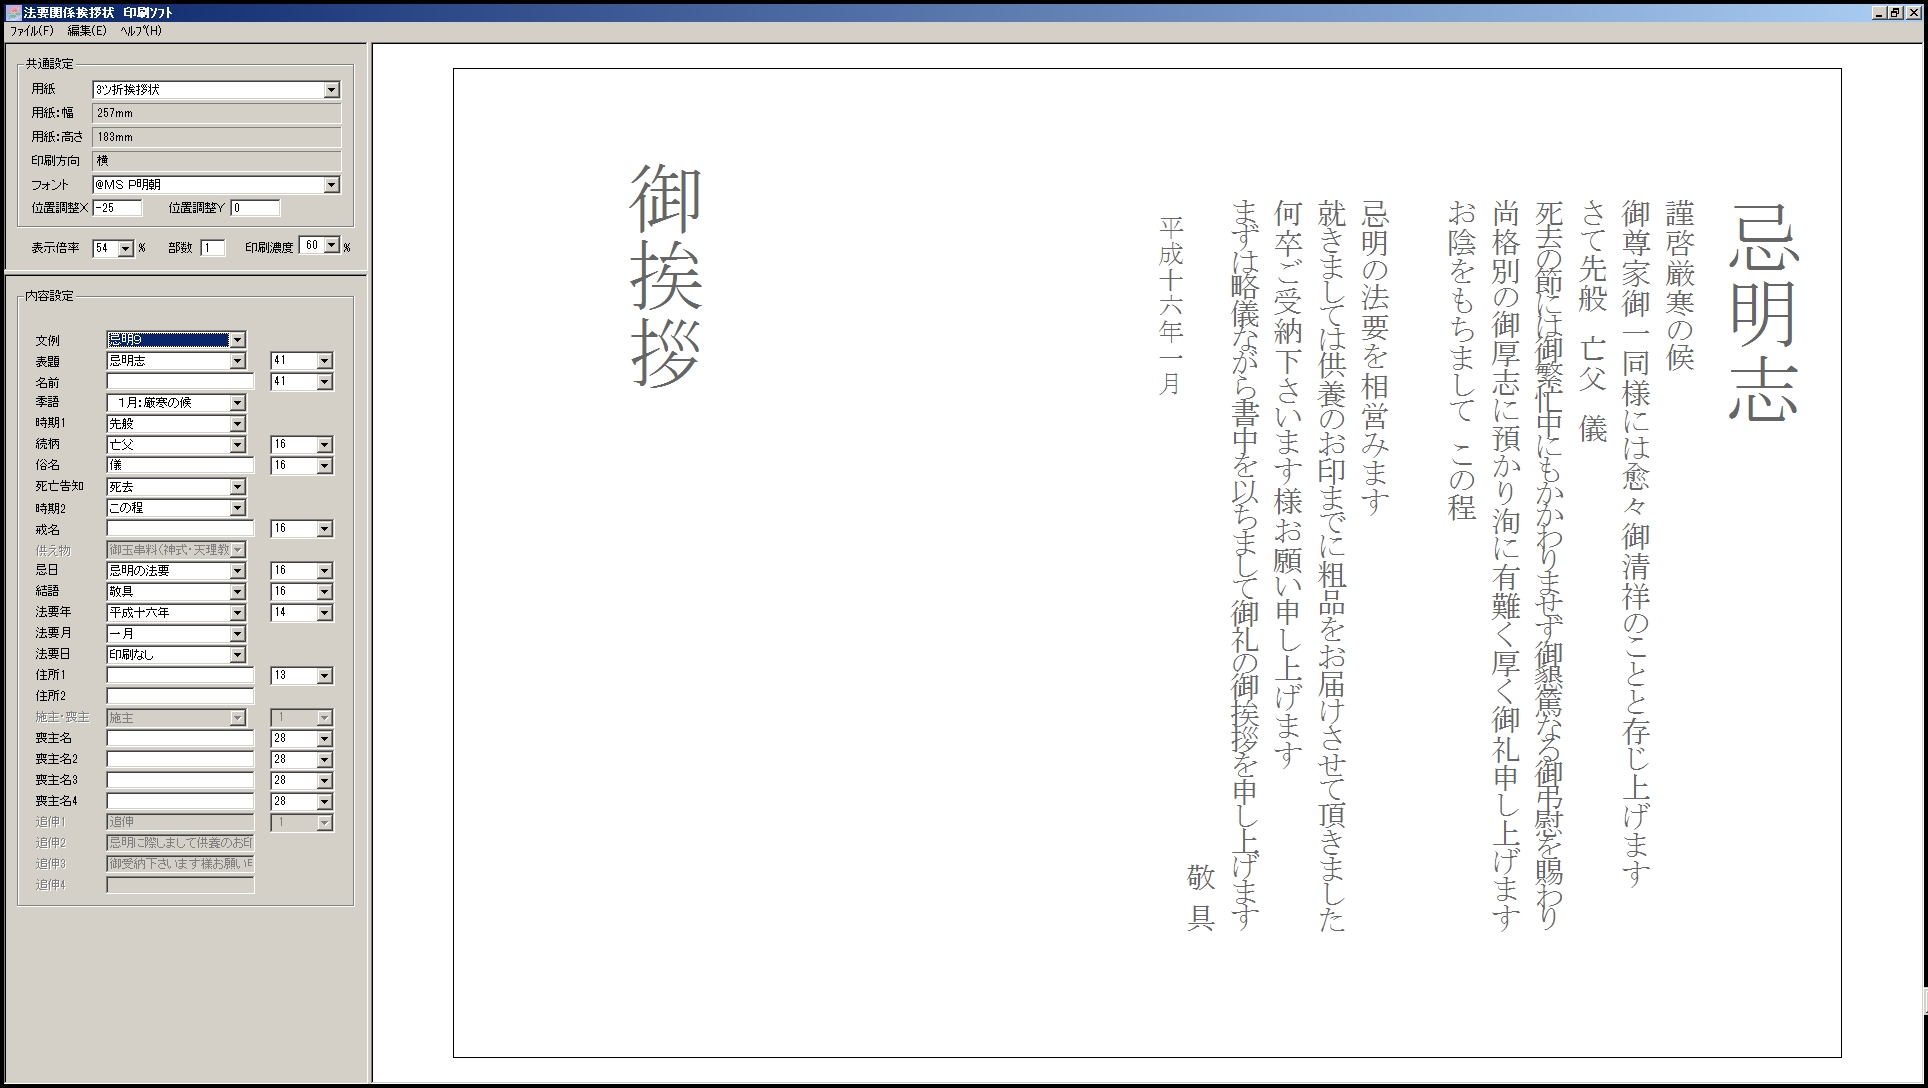 法要関係挨拶状 印刷ソフト
ファイル(F) 編集(E) ヘルプ(H)
共通設定
用紙 3ツ折挨拶状
用紙:幅 257mm
用紙:高さ 183mm
印刷方向 横
フォント @MS P明朝
位置調整X -25 位置調整Y 0
表示倍率 54 % 部数 1 印刷濃度 60 %
内容設定
文例 忌明9
表題 忌明志 41
名前 41
季語 1月:厳寒の候
時期1 先般
続柄 亡父 16
俗名 儀 16
死亡告知 死去
時期2 この程
戒名 16
供え物 御玉串料(神式・天理教
忌日 忌明の法要 16
結語 敬具 16
法要年 平成十六年 14
法要月 一月
法要日 印刷なし
住所1 13
住所2
施主・喪主 施主 1
喪主名 28
喪主名2 28
喪主名3 28
喪主名4 28
追伸1 追伸 1
追伸2 忌明に際しまして供養のお印
追伸3 御受納下さいます様お願い
追伸4
忌明志
謹啓厳寒の候
御尊家御一同様には愈々御清祥のことと存じ上げます
さて先般 亡父 儀
死去の節には御繁忙中にもかかわりませず御懇篤なる御弔慰を賜わり
尚格別の御厚志に預かり洵に有難く厚く御礼申し上げます
お陰をもちまして この程
忌明の法要を相営みます
就きましては供養のお印までに粗品をお届けさせて頂きました
何卒ご受納下さいます様お願い申し上げます
まずは略儀ながら書中を以ちまして御礼の御挨拶を申し上げます
敬具
平成十六年一月
御挨拶